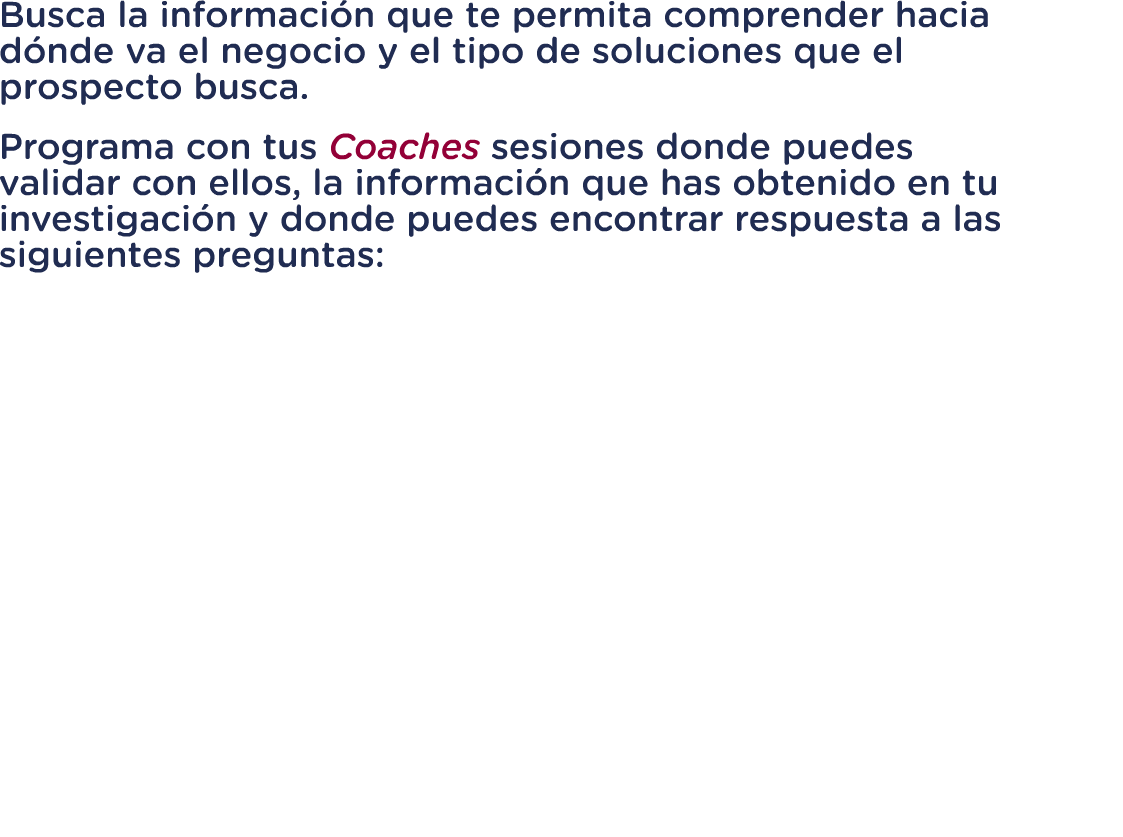 Busca la información que te permita comprender hacia
dónde va el negocio y el tipo de soluciones que el
prospecto busca.
Programa con tus Coaches sesiones donde puedes
validar con ellos, la información que has obtenido en tu
investigación y donde puedes encontrar respuesta a las
siguientes preguntas: